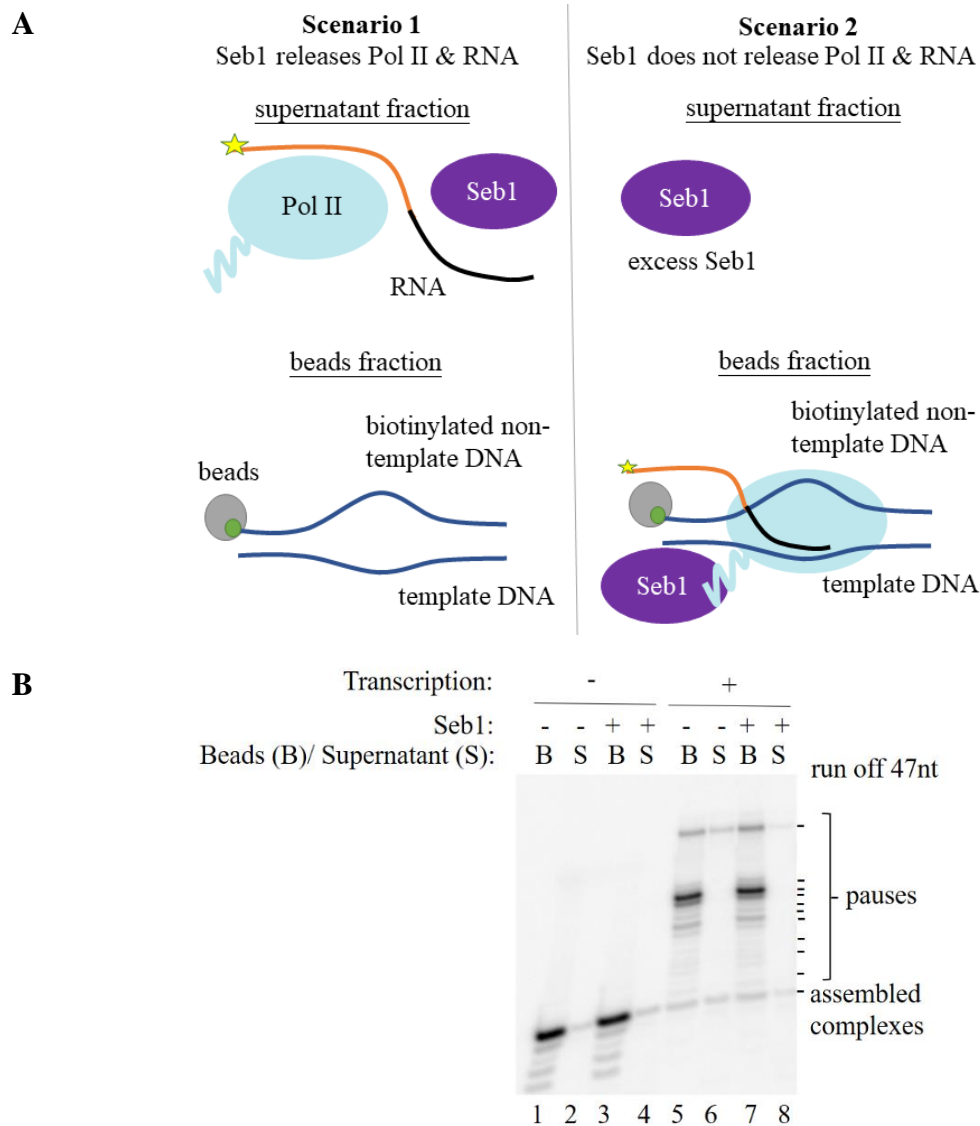 A
Scenario 1
Seb1 releases Pol II & RNA
supernatant fraction
Pol II
Seb1
RNA
beads fraction
biotinylated non-
template DNA
beads
template DNA
Scenario 2
Seb1 does not release Pol II & RNA
supernatant fraction
Seb1
excess Seb1
beads fraction
biotinylated non-
template DNA
Seb1
template DNA
B
Transcription: - +
Seb1: - - + + - - + +
Beads (B)/ Supernatant (S): B S B S B S B S
run off 47nt
pauses
assembled
complexes
1 2 3 4 5 6 7 8